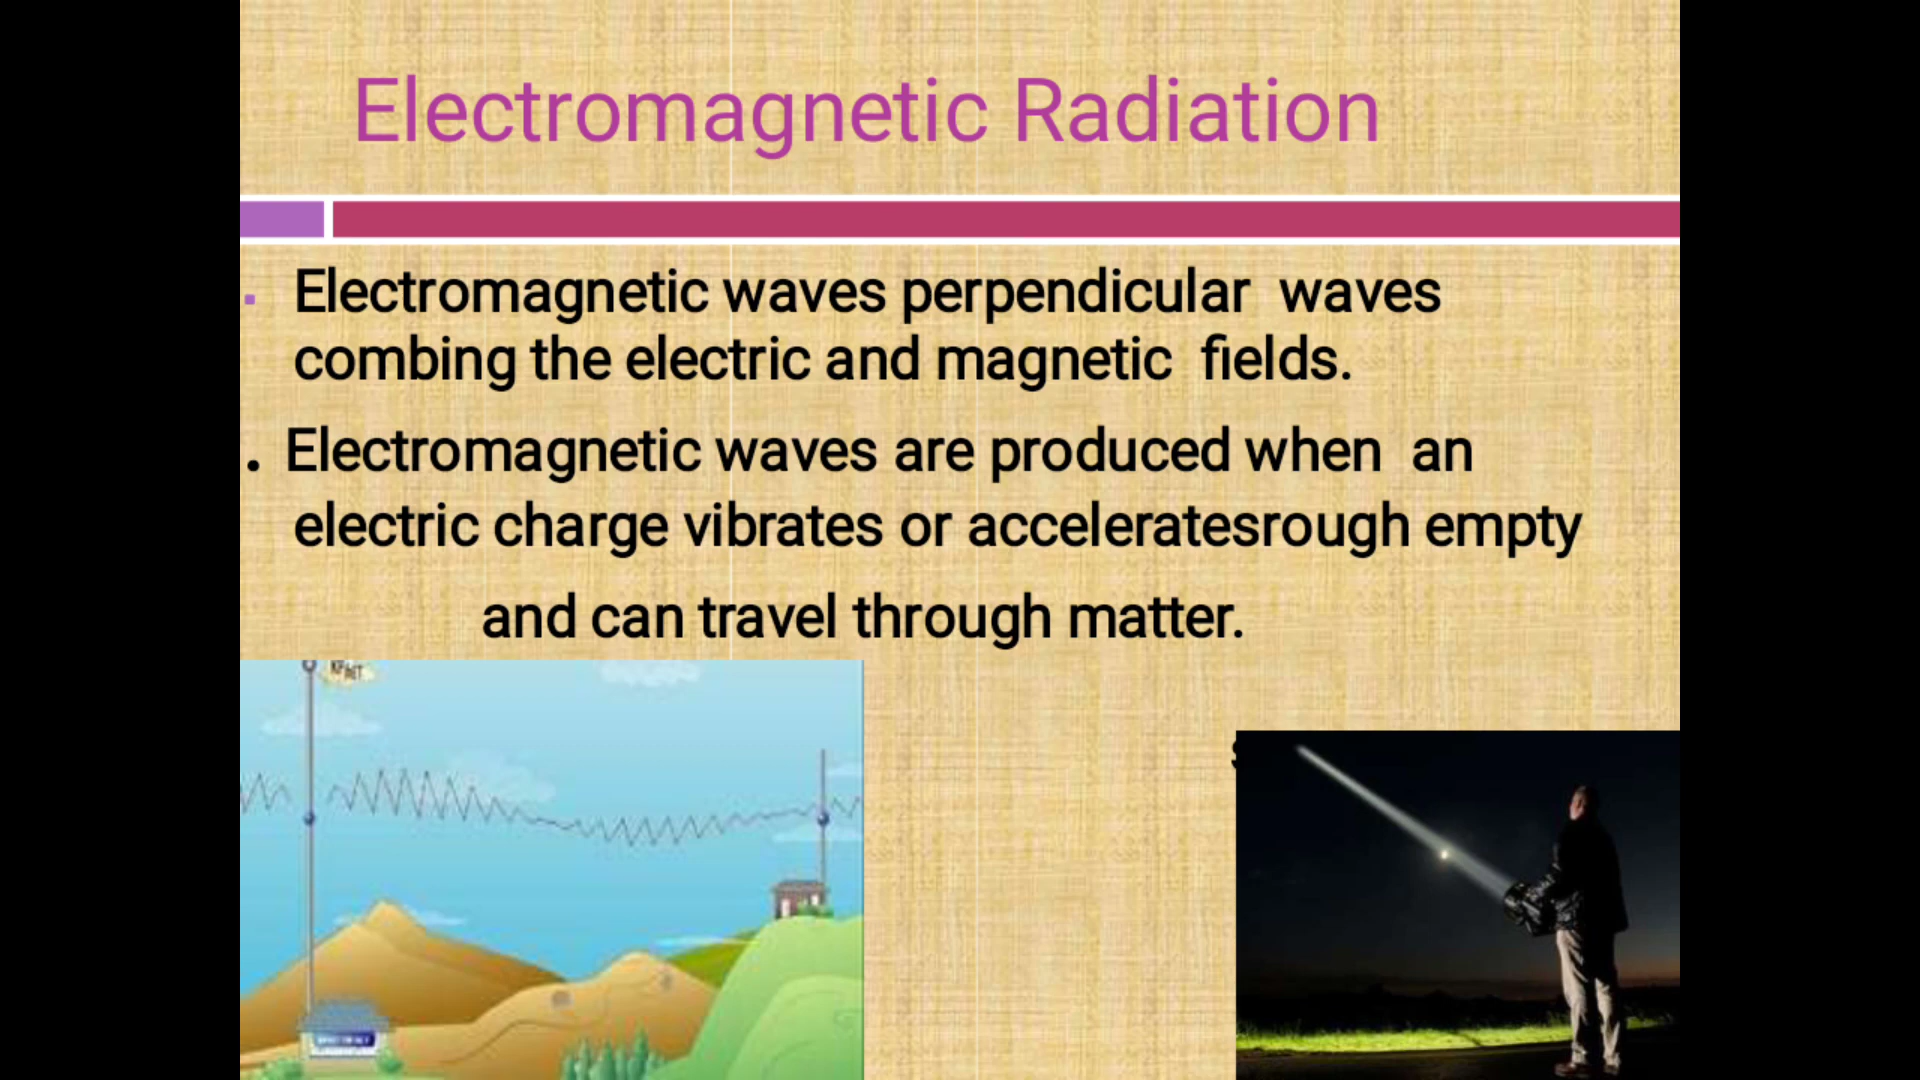 Electromagnetic Radiation
Electromagnetic waves perpendicular waves
combing the electric and magnetic fields.
. Electromagnetic waves are produced when an
electric charge vibrates or acceleratesrough empty
and can travel through matter.